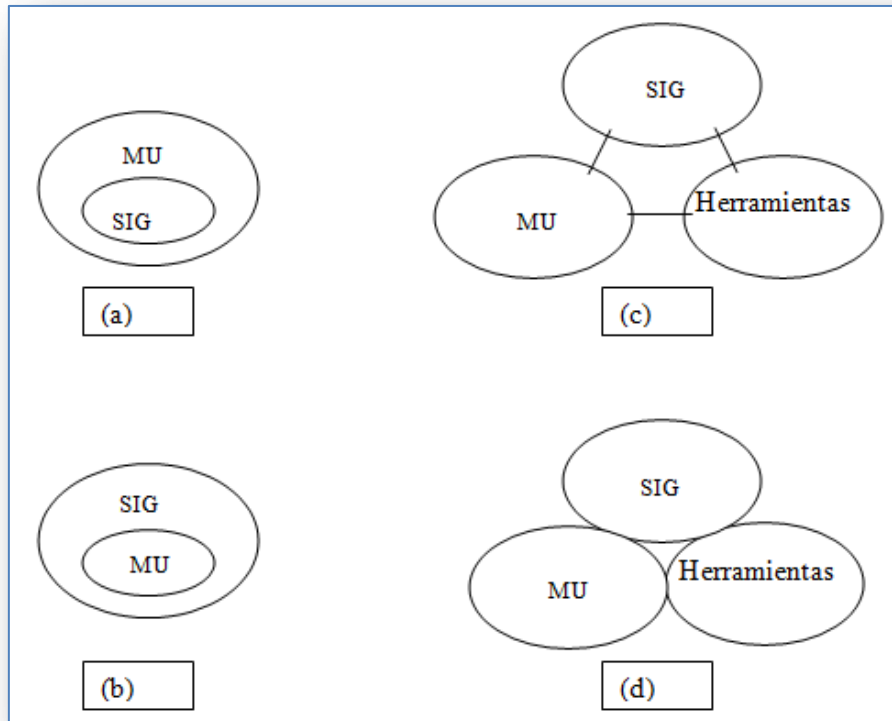 MU
SIG
(a)
SIG
MU
Herramientas
(c)
SIG
MU
(b)
SIG
MU
Herramientas
(d)